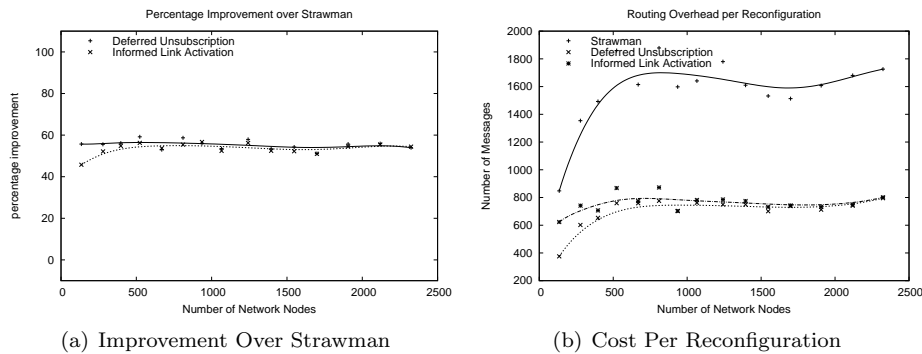 Percentage Improvement over Strawman
Deferred Unsubscription
Informed Link Activation
percentage improvement
100
80
60
40
20
0
0 500 1000 1500 2000 2500
Number of Network Nodes
(a) Improvement Over Strawman
Routing Overhead per Reconfiguration
Strawman
Deferred Unsubscription
Informed Link Activation
Number of Messages
2000
1800
1600
1400
1200
1000
800
600
400
200
0 500 1000 1500 2000 2500
Number of Network Nodes
(b) Cost Per Reconfiguration